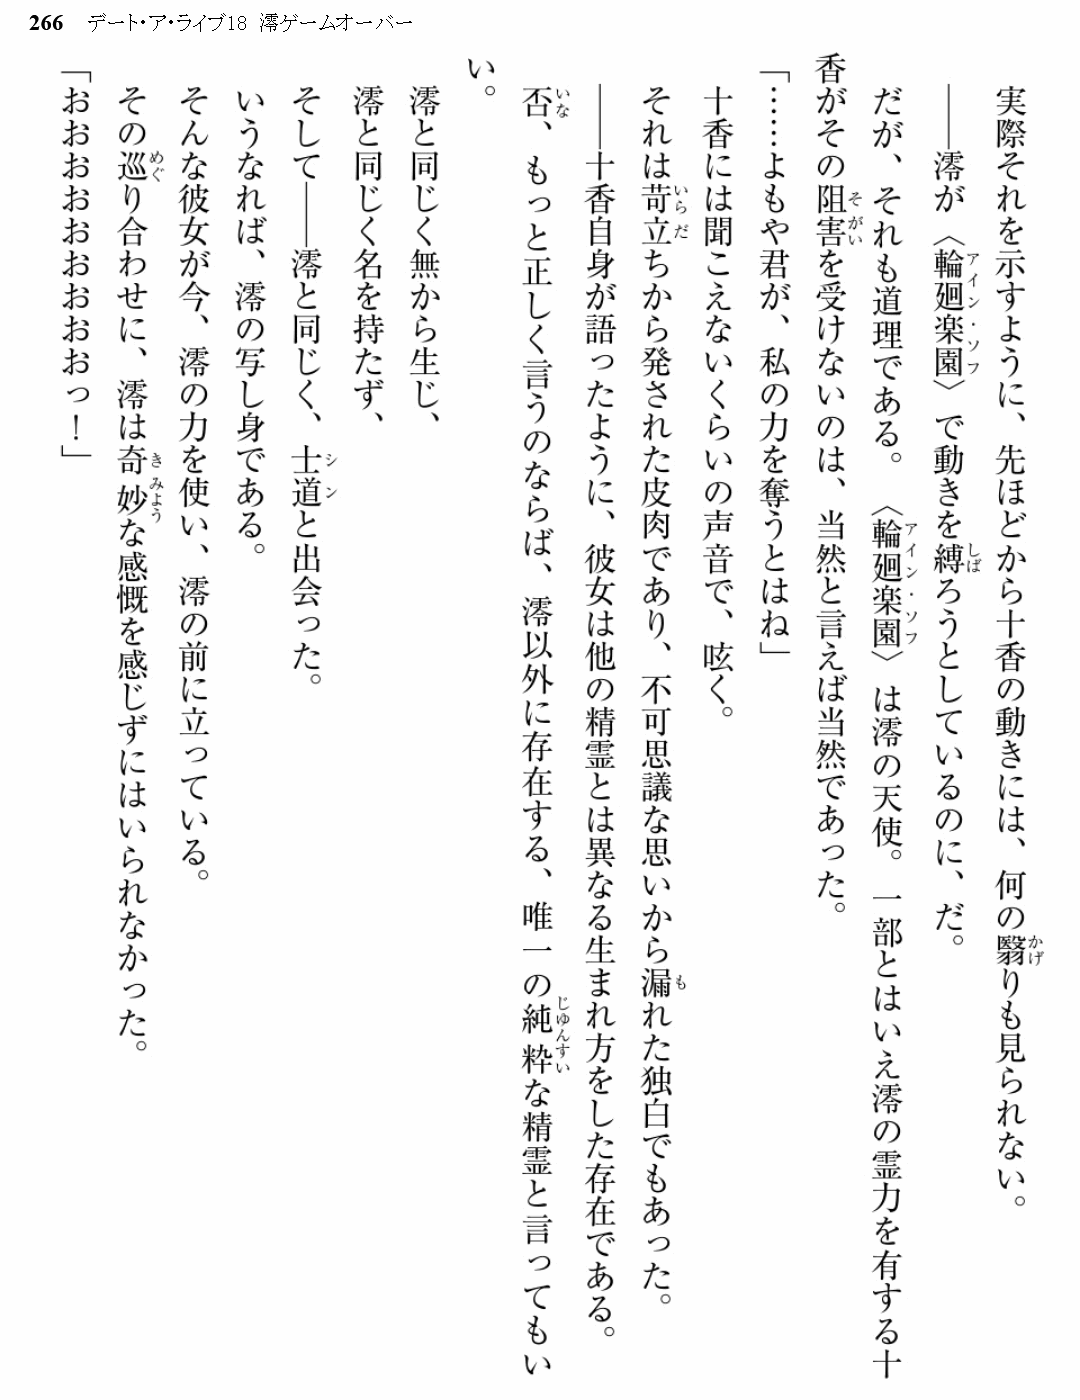 266 デート・ア・ライブ18 澪ゲームオーバー
実際それを示すように、先ほどから十香の動きには、何の翳りも見られない。
――澪が〈輪廻楽園〉で動きを縛ろうとしているのに、だ。
だが、それも道理である。〈輪廻楽園〉は澪の天使。一部とはいえ澪の霊力を有する十
香がその阻害を受けないのは、当然と言えば当然であった。
「……よもや君が、私の力を奪うとはね」
十香には聞こえないくらいの声音で、呟く。
それは苛立ちから発された皮肉であり、不可思議な思いから漏れた独白でもあった。
――十香自身が語ったように、彼女は他の精霊とは異なる生まれ方をした存在である。
否、もっと正しく言うのならば、澪以外に存在する、唯一の純粋な精霊と言ってもい
い。
澪と同じく無から生じ、
澪と同じく名を持たず、
そして――澪と同じく、士道と出会った。
いうなれば、澪の写し身である。
そんな彼女が今、澪の力を使い、澪の前に立っている。
その巡り合わせに、澪は奇妙な感慨を感じずにはいられなかった。
「おおおおおおおおおっ！」